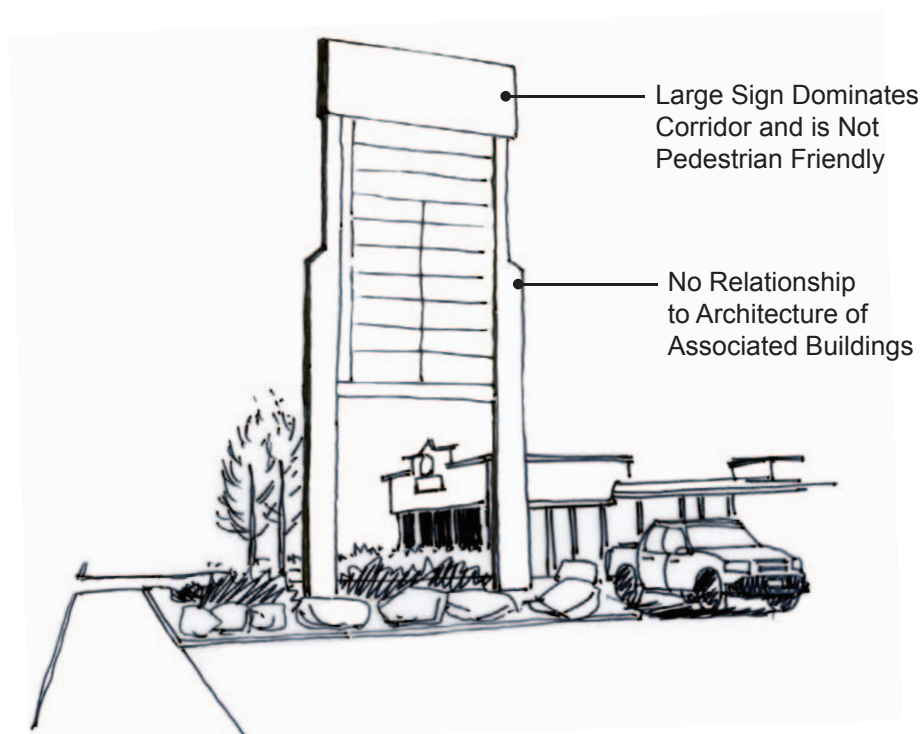 Large Sign Dominates
Corridor and is Not
Pedestrian Friendly
No Relationship
to Architecture of
Associated Buildings